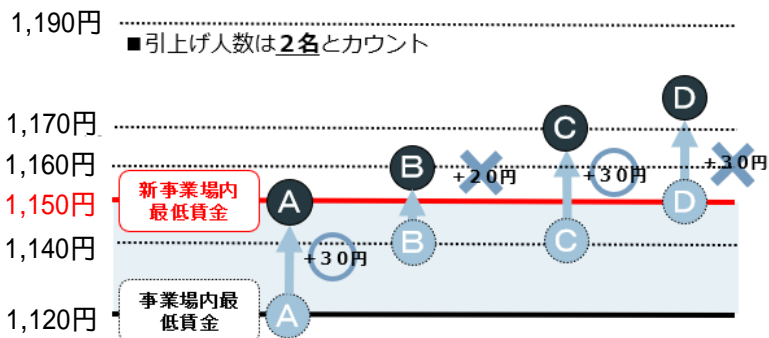 1,190円
■引上げ人数は２名とカウント
D
1,170円
C
1,160円
B
+20円
+30円
+30円
新事業場内
最低賃金
1,150円
A
D
1,140円
B
C
+30円
事業場内最
低賃金
1,120円
A